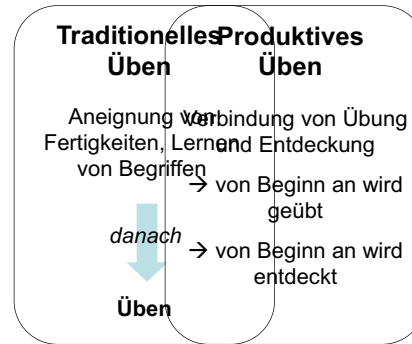 Traditionelles
Üben
Aneignung von
Fertigkeiten, Lernen
von Begriffen
danach
Üben
Produktives
Üben
Verbindung von Übung
und Entdeckung
→ von Beginn an wird
geübt
→ von Beginn an wird
entdeckt